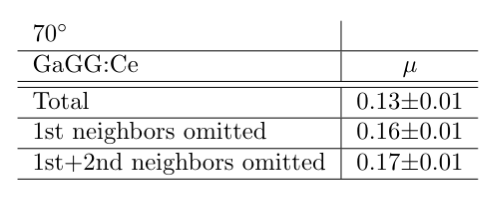 70°
GaGG:Ce μ
Total 0.13±0.01
1st neighbors omitted 0.16±0.01
1st+2nd neighbors omitted 0.17±0.01